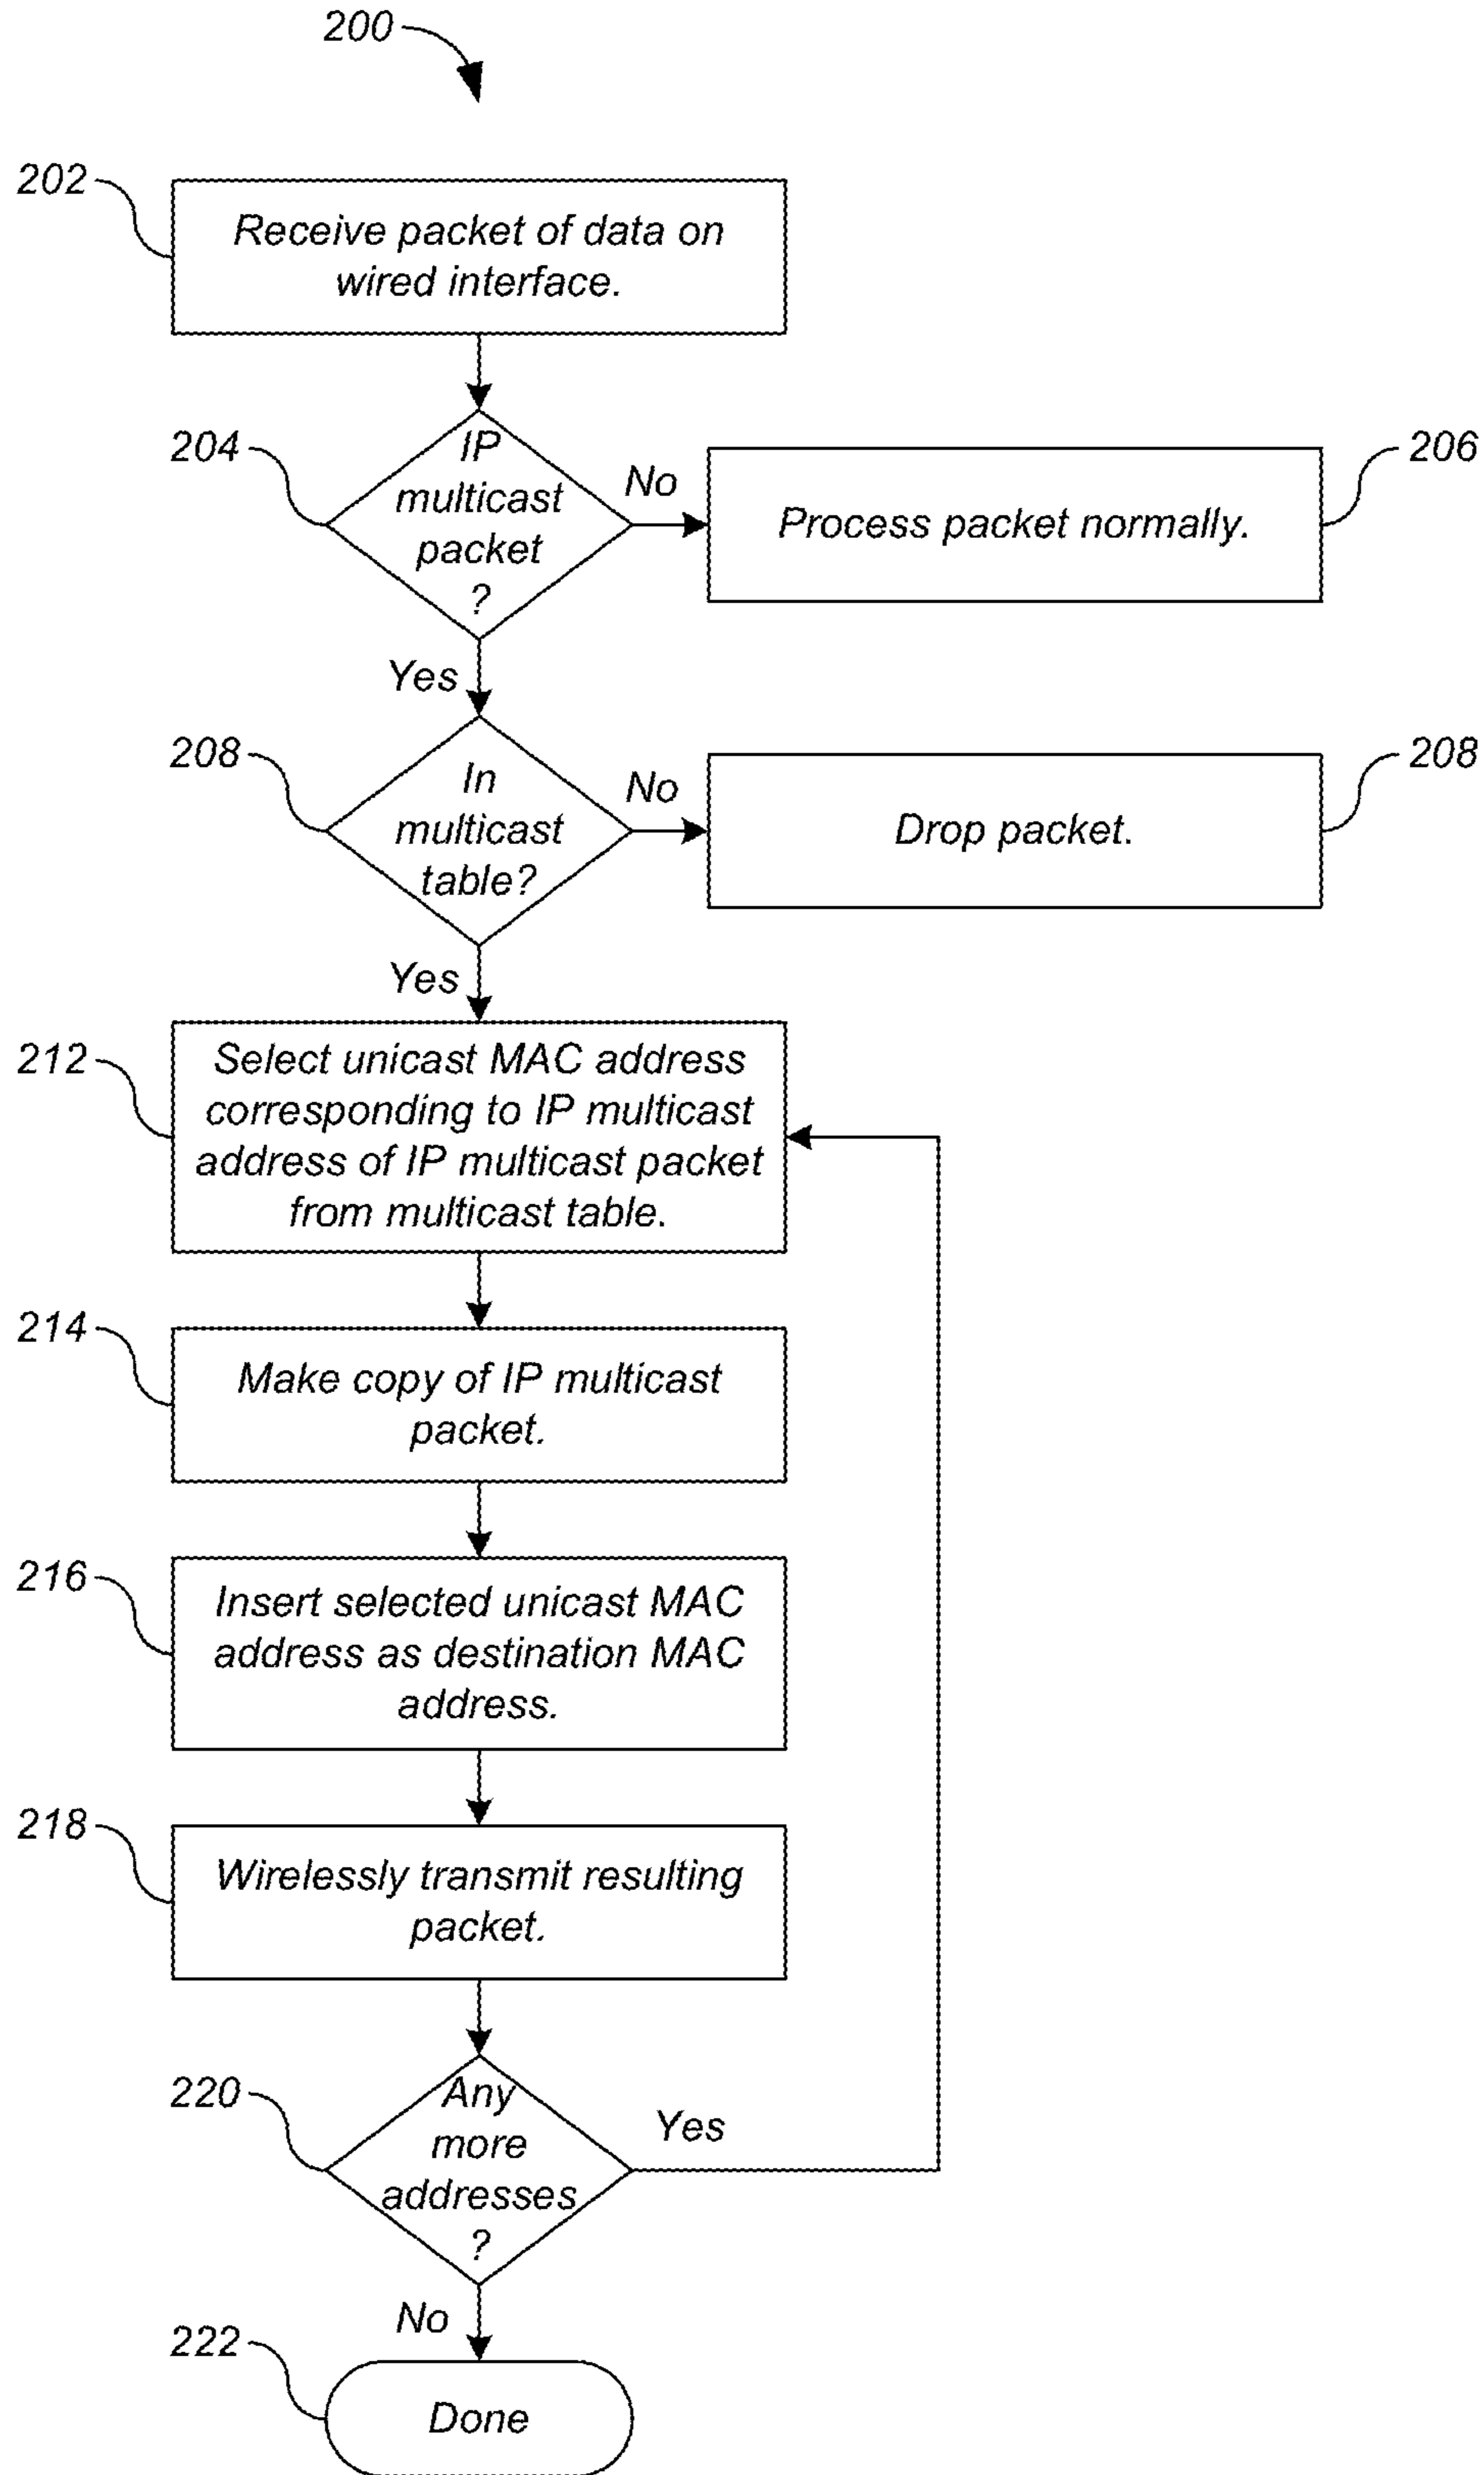 200
202
Receive packet of data on
wired interface.
204
IP
multicast
packet
?
No
Process packet normally.
206
Yes
208
In
multicast
table?
No
Drop packet.
208
Yes
212
Select unicast MAC address
corresponding to IP multicast
address of IP multicast packet
from multicast table.
214
Make copy of IP multicast
packet.
216
Insert selected unicast MAC
address as destination MAC
address.
218
Wirelessly transmit resulting
packet.
220
Any
more
addresses
?
Yes
No
222
Done